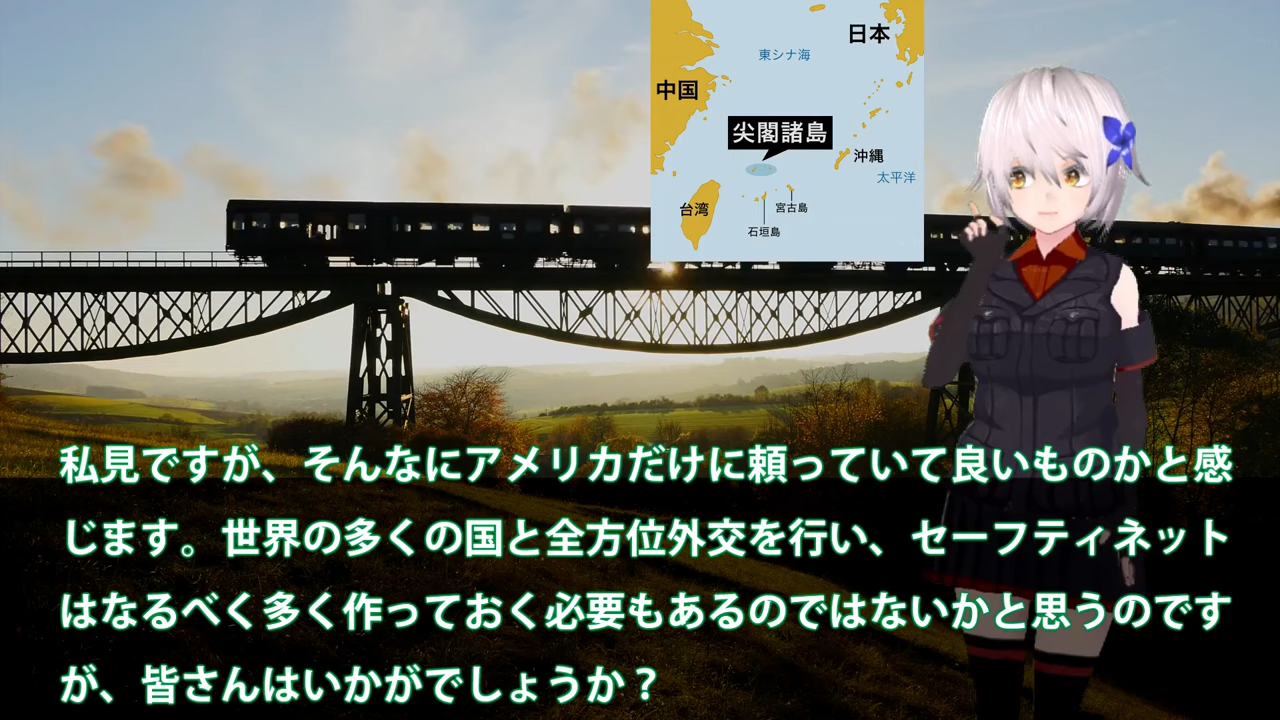 日本
東シナ海
中国
尖閣諸島
沖縄
太平洋
台湾
宮古島
石垣島
私見ですが、そんなにアメリカだけに頼っていて良いものかと感
じます。世界の多くの国と全方位外交を行い、セーフティネット
はなるべく多く作っておく必要もあるのではないかと思うのです
が、皆さんはいかがでしょうか？